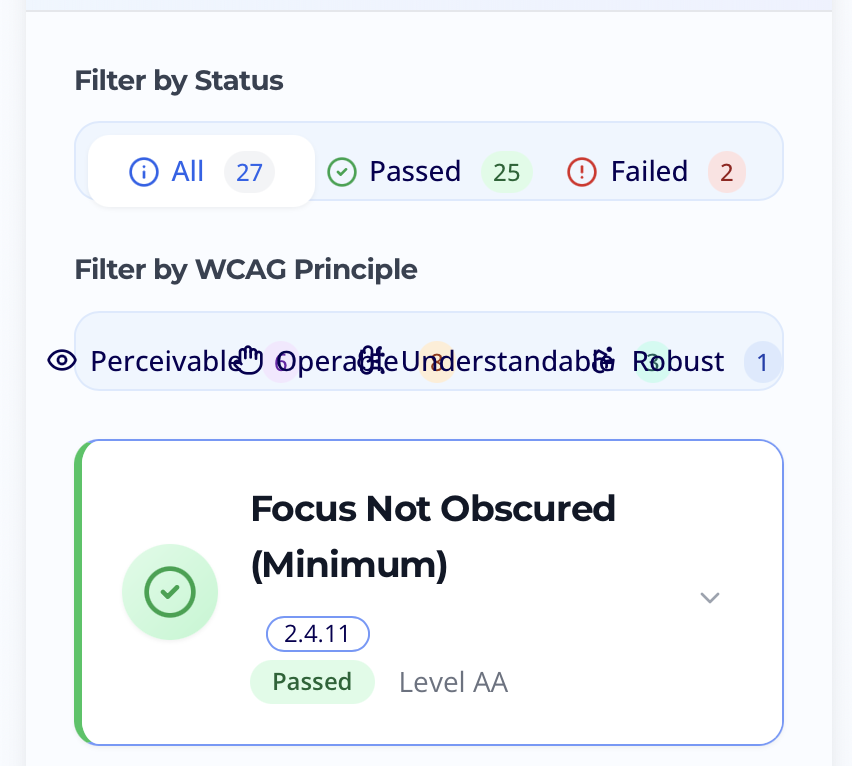 Filter by Status
All 27 Passed 25 Failed 2
Filter by WCAG Principle
Perceivable 6 Operable 8 Understandable 3 Robust 1
Focus Not Obscured
(Minimum)
2.4.11
Passed Level AA